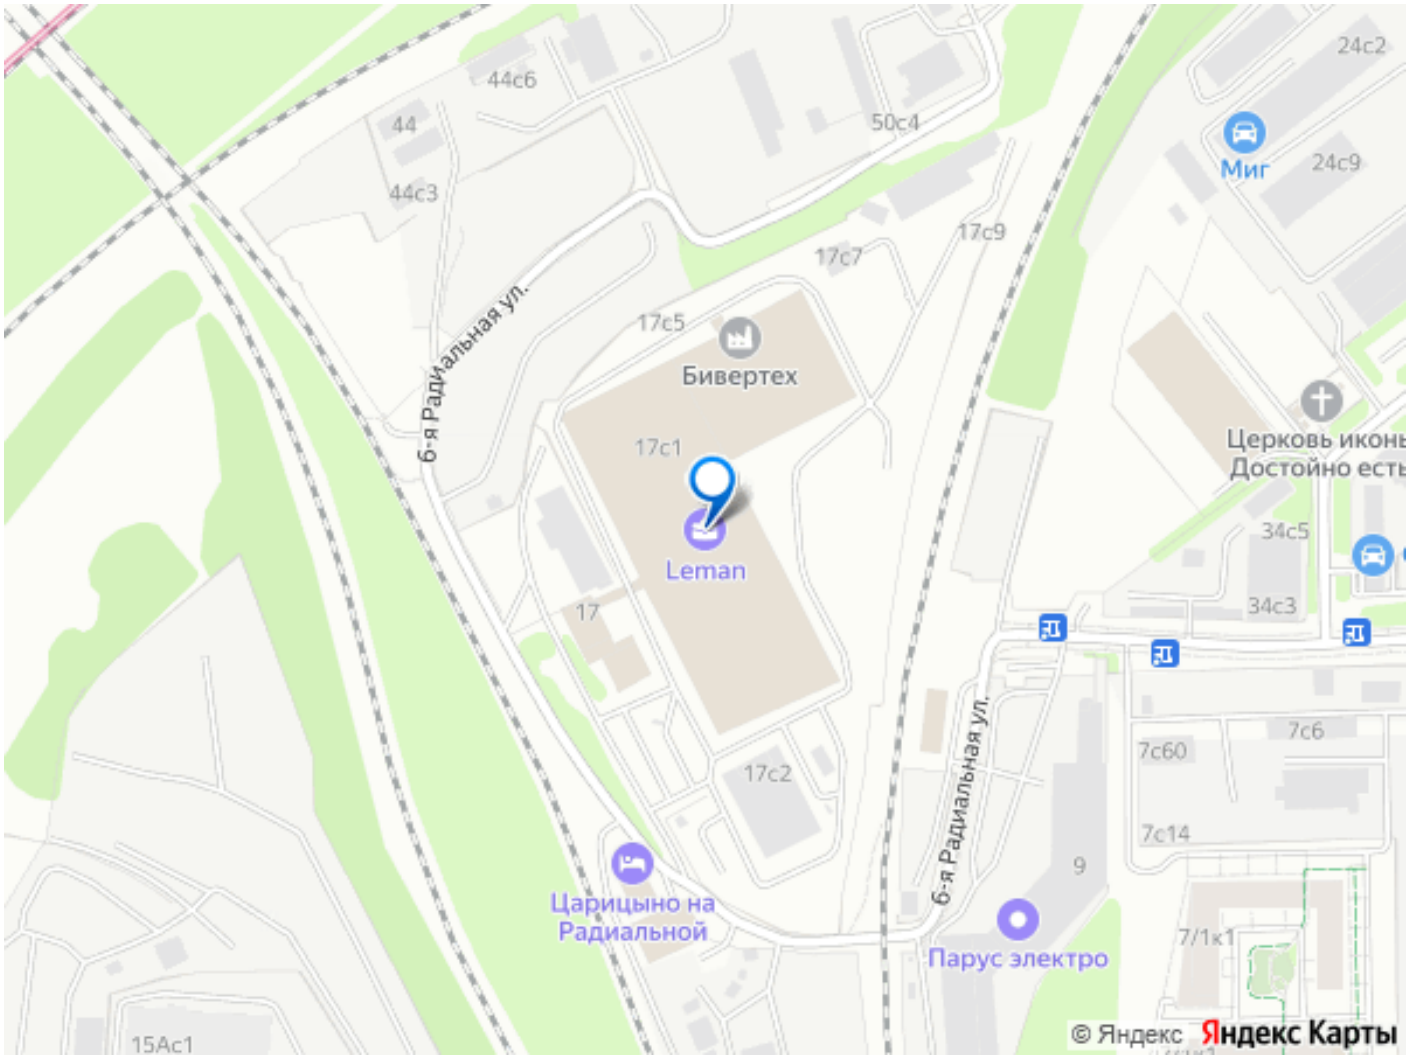 24с2
44с6
44
50с4
Миг
24с9
44с3
17с9
17с7
6-я Радиальная ул.
17с5
Бивертех
17с1
Церковь иконы
Достойно есть
Leman
34с5
34с3
17
6-я Радиальная ул.
7с6
7с60
17с2
7с14
9
Царицыно на
Радиальной
Парус электро
7/1к1
15Ас1
© Яндекс Яндекс Карты